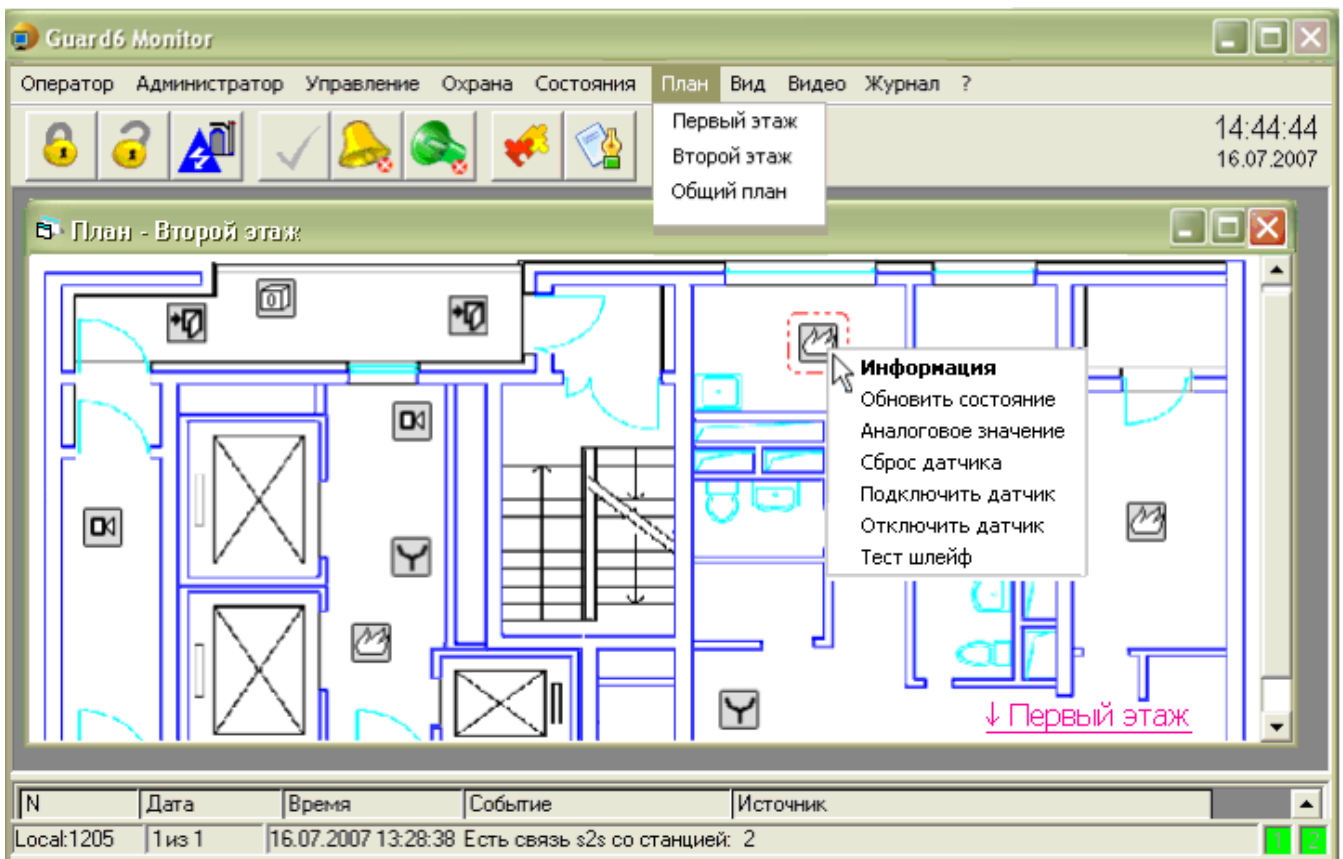 Guard6 Monitor
Оператор Администратор Управление Охрана Состояния План Вид Видео Журнал ?
Первый этаж
Второй этаж
Общий план
14:44:44
16.07.2007
План - Второй этаж
Информация
Обновить состояние
Аналоговое значение
Сброс датчика
Подключить датчик
Отключить датчик
Тест шлейф
↓ Первый этаж
N Дата Время Событие Источник
Local:1205 1 из 1 16.07.2007 13:28:38 Есть связь s2s со станцией: 2 1 2